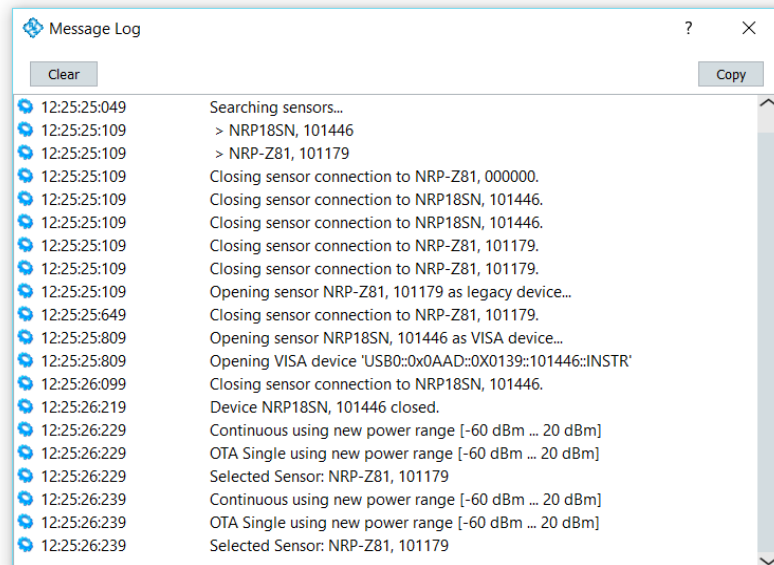 Message Log ?
Clear Copy
12:25:25:049 Searching sensors...
12:25:25:109 > NRP18SN, 101446
12:25:25:109 > NRP-Z81, 101179
12:25:25:109 Closing sensor connection to NRP-Z81, 000000.
12:25:25:109 Closing sensor connection to NRP18SN, 101446.
12:25:25:109 Closing sensor connection to NRP18SN, 101446.
12:25:25:109 Closing sensor connection to NRP-Z81, 101179.
12:25:25:109 Closing sensor connection to NRP-Z81, 101179.
12:25:25:109 Opening sensor NRP-Z81, 101179 as legacy device...
12:25:25:649 Closing sensor connection to NRP-Z81, 101179.
12:25:25:809 Opening sensor NRP18SN, 101446 as VISA device...
12:25:25:809 Opening VISA device 'USB0::0x0AAD::0X0139::101446::INSTR'
12:25:26:099 Closing sensor connection to NRP18SN, 101446.
12:25:26:219 Device NRP18SN, 101446 closed.
12:25:26:229 Continuous using new power range [-60 dBm ... 20 dBm]
12:25:26:229 OTA Single using new power range [-60 dBm ... 20 dBm]
12:25:26:229 Selected Sensor: NRP-Z81, 101179
12:25:26:239 Continuous using new power range [-60 dBm ... 20 dBm]
12:25:26:239 OTA Single using new power range [-60 dBm ... 20 dBm]
12:25:26:239 Selected Sensor: NRP-Z81, 101179